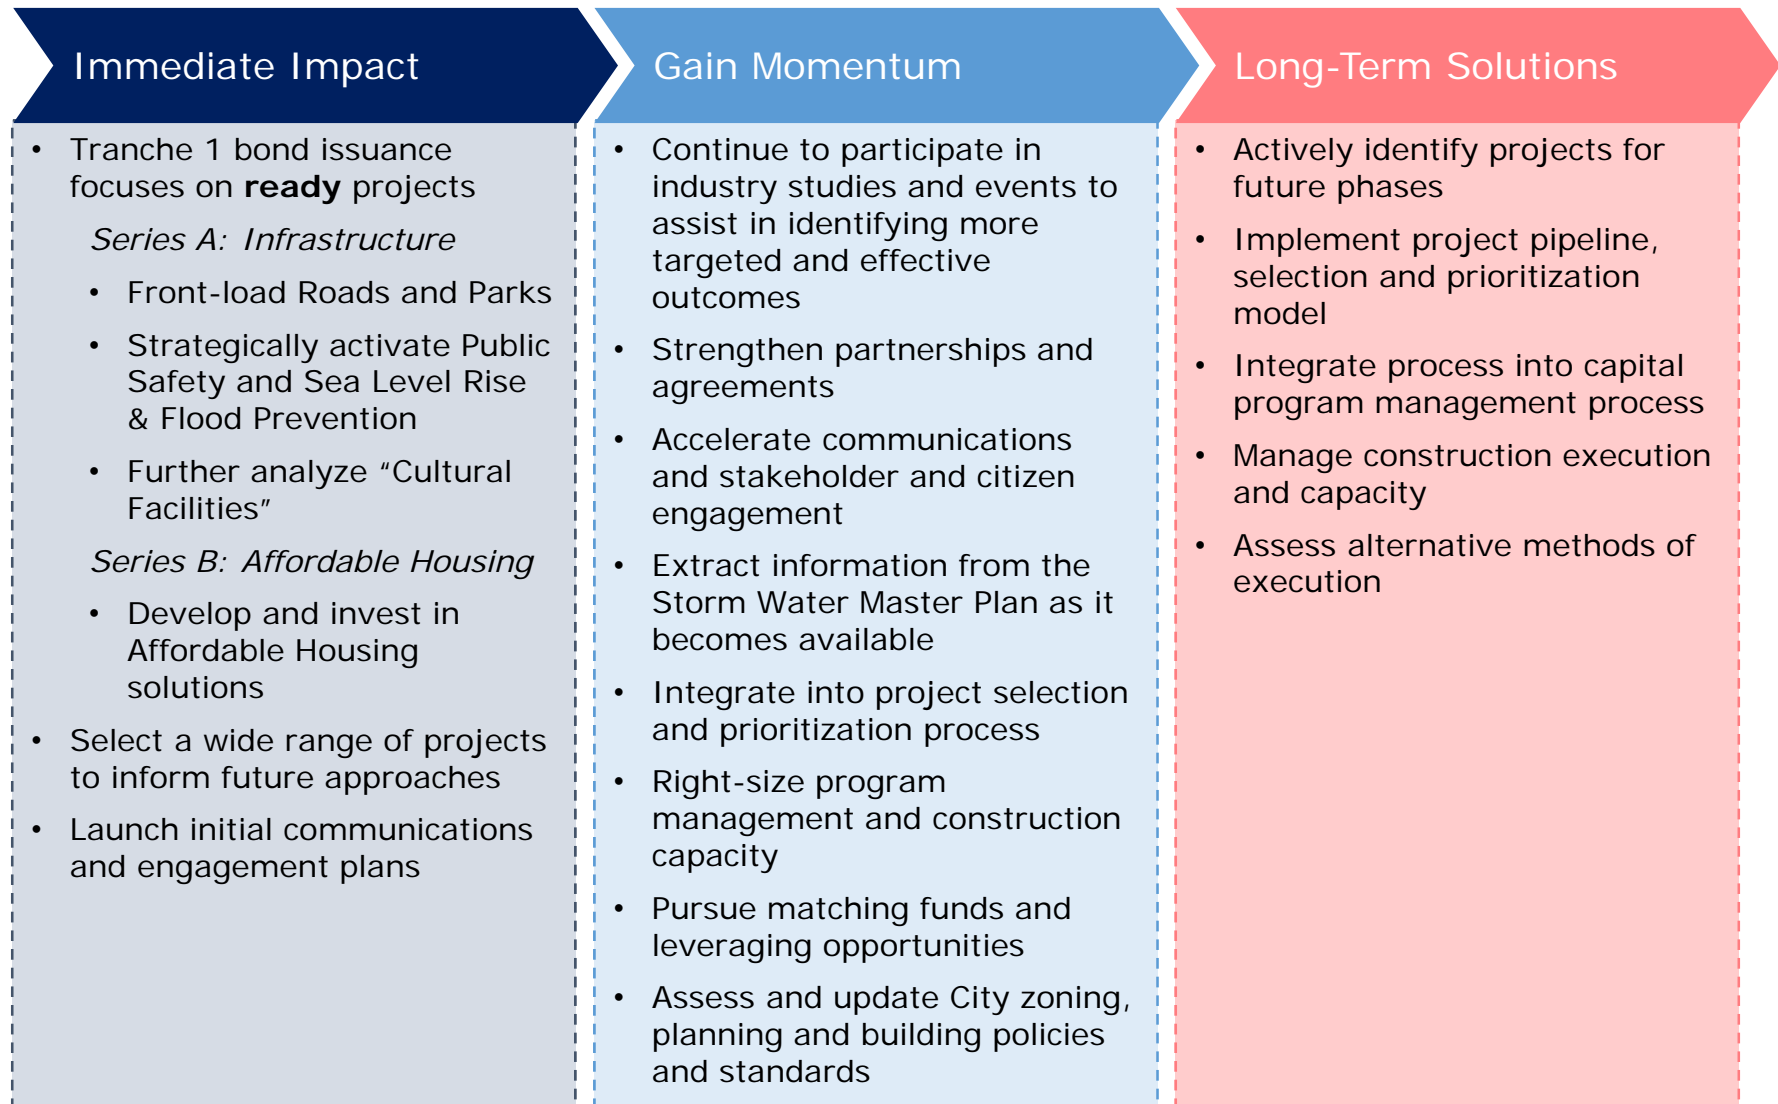 Immediate Impact
• Tranche 1 bond issuance
focuses on ready projects
Series A: Infrastructure
• Front-load Roads and Parks
• Strategically activate Public
Safety and Sea Level Rise
& Flood Prevention
• Further analyze “Cultural
Facilities”
Series B: Affordable Housing
• Develop and invest in
Affordable Housing
solutions
• Select a wide range of projects
to inform future approaches
• Launch initial communications
and engagement plans
Gain Momentum
• Continue to participate in
industry studies and events to
assist in identifying more
targeted and effective
outcomes
• Strengthen partnerships and
agreements
• Accelerate communications
and stakeholder and citizen
engagement
• Extract information from the
Storm Water Master Plan as it
becomes available
• Integrate into project selection
and prioritization process
• Right-size program
management and construction
capacity
• Pursue matching funds and
leveraging opportunities
• Assess and update City zoning,
planning and building policies
and standards
Long-Term Solutions
• Actively identify projects for
future phases
• Implement project pipeline,
selection and prioritization
model
• Integrate process into capital
program management process
• Manage construction execution
and capacity
• Assess alternative methods of
execution